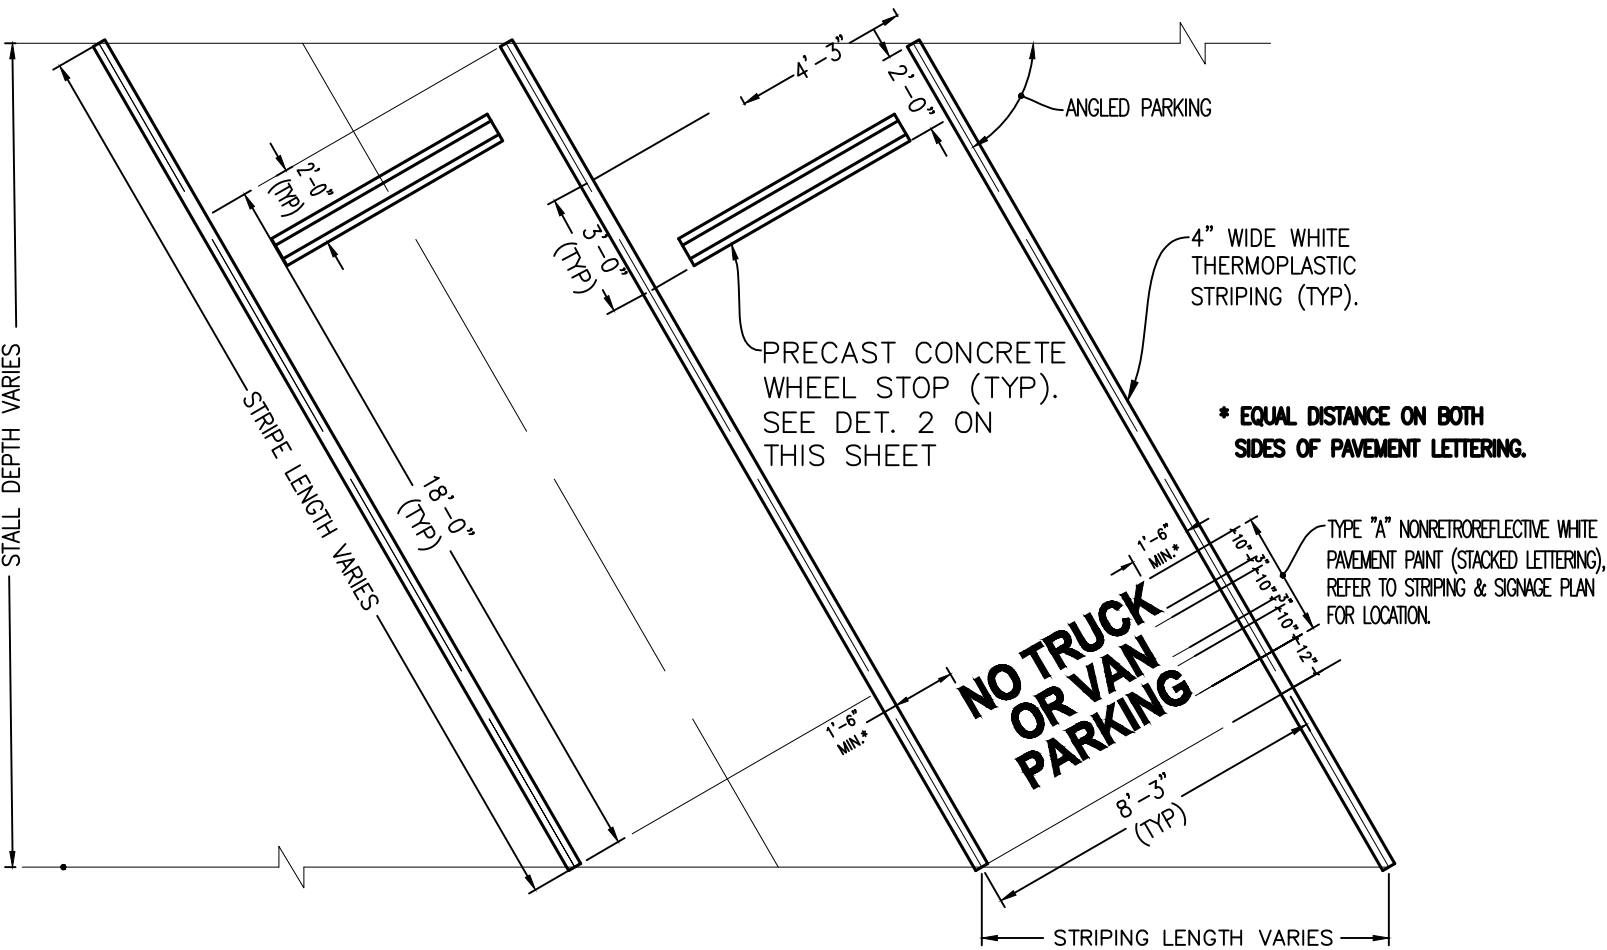 4'-3"
2'-0"
ANGLED PARKING
2'-0"
(TYP)
3'-0"
(TYP)
4" WIDE WHITE
THERMOPLASTIC
STRIPING (TYP).
PRECAST CONCRETE
WHEEL STOP (TYP).
SEE DET. 2 ON
THIS SHEET
STALL DEPTH VARIES
STRIPE LENGTH VARIES
18'-0"
(TYP)
* EQUAL DISTANCE ON BOTH
SIDES OF PAVEMENT LETTERING.
TYPE "A" NONRETROREFLECTIVE WHITE
PAVEMENT PAINT (STACKED LETTERING),
REFER TO STRIPING & SIGNAGE PLAN
FOR LOCATION.
1'-6"
MIN.*
10"
3"
10"
3"
10"
12"
NO TRUCK
OR VAN
PARKING
1'-6"
MIN.*
8'-3"
(TYP)
STRIPING LENGTH VARIES